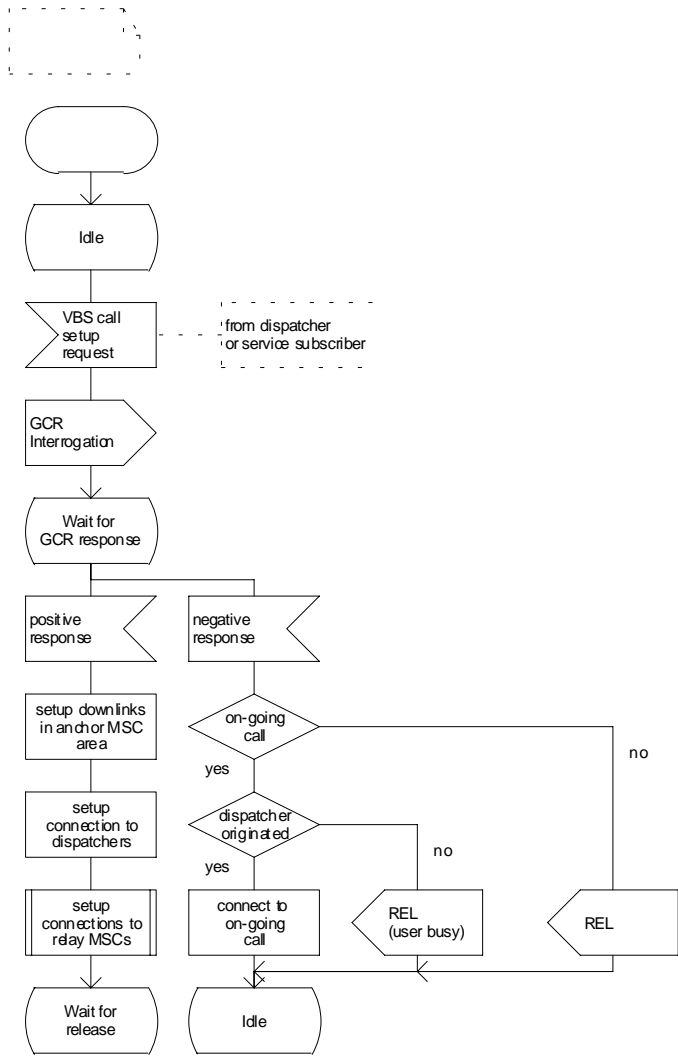 Idle
VBS call
setup
request
from dispatcher
or service subscriber
GCR
Interrogation
Wait for
GCR response
positive
response
negative
response
setup downlinks
in anchor MSC
area
on-going
call
no
yes
setup
connection to
dispatchers
dispatcher
originated
no
yes
setup
connections to
relay MSCs
connect to
on-going
call
REL
(user busy)
REL
Wait for
release
Idle